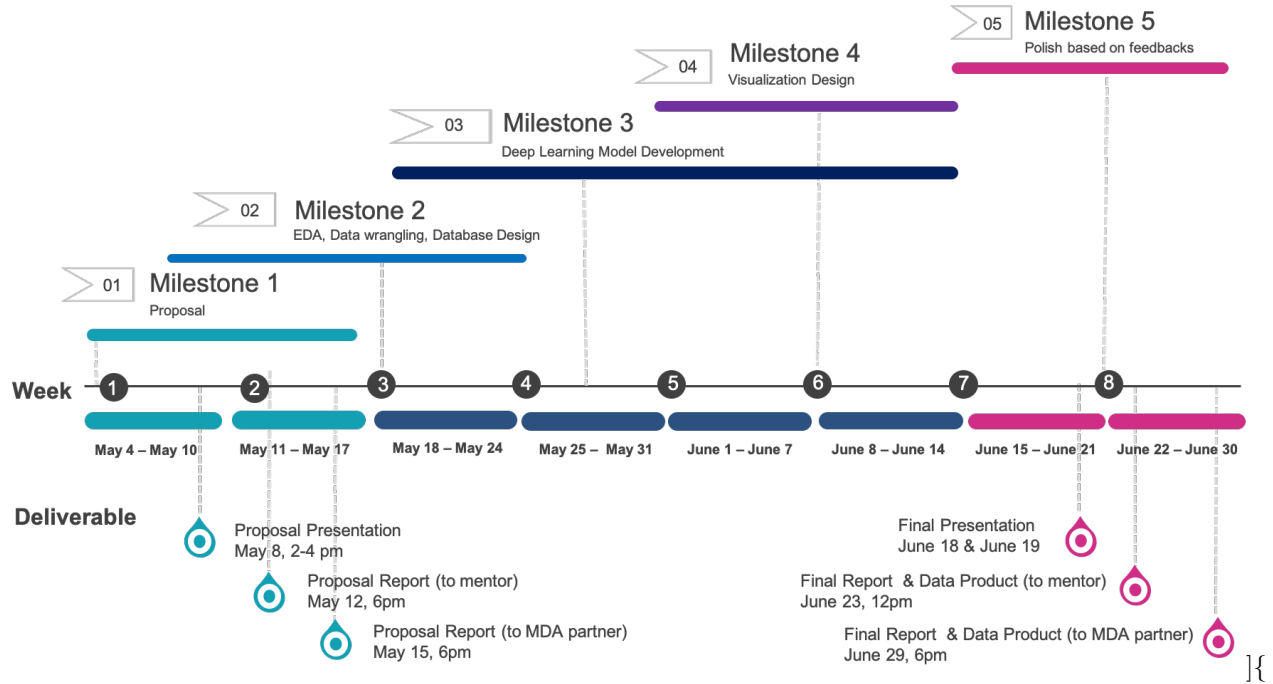 05
Milestone 5
Polish based on feedbacks
04
Milestone 4
Visualization Design
03
Milestone 3
Deep Learning Model Development
02
Milestone 2
EDA, Data wrangling, Database Design
01
Milestone 1
Proposal
Week
1 2 3 4 5 6 7 8
May 4 – May 10 May 11 – May 17 May 18 – May 24 May 25 – May 31 June 1 – June 7 June 8 – June 14 June 15 – June 21 June 22 – June 30
Deliverable
Proposal Presentation
May 8, 2-4 pm
Proposal Report (to mentor)
May 12, 6pm
Proposal Report (to MDA partner)
May 15, 6pm
Final Presentation
June 18 & June 19
Final Report & Data Product (to mentor)
June 23, 12pm
Final Report & Data Product (to MDA partner)
June 29, 6pm
]{